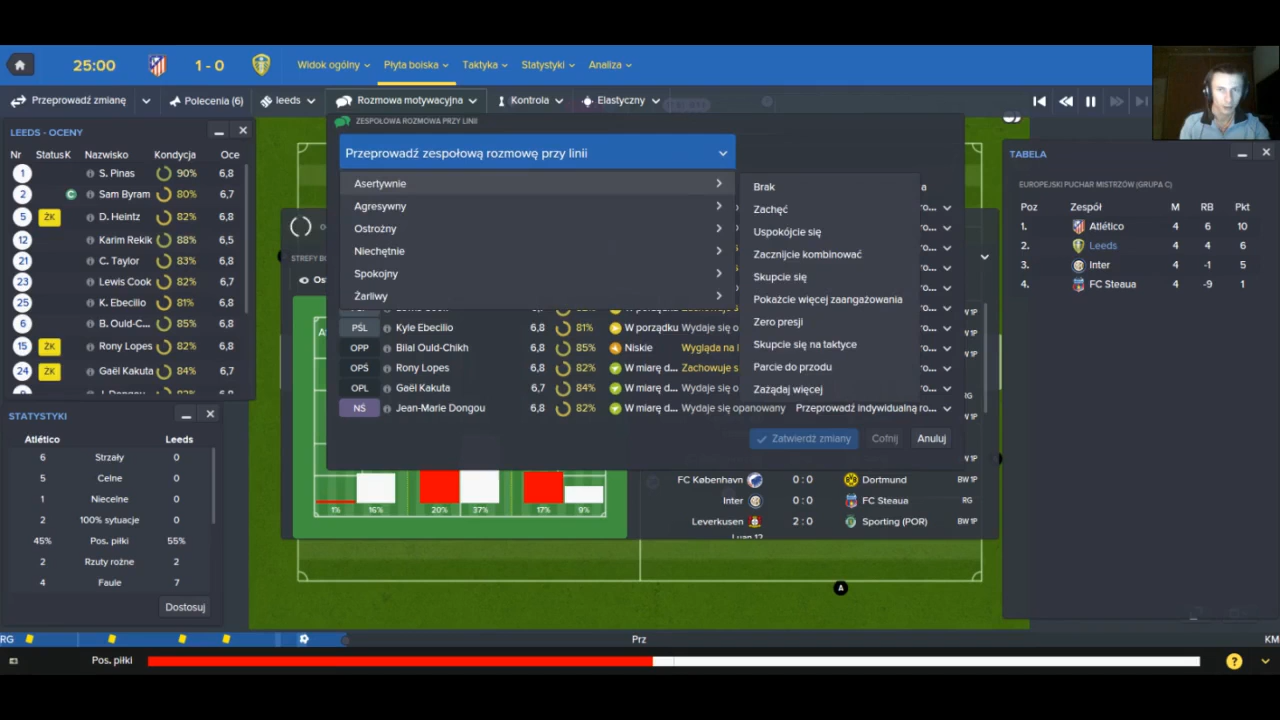 25:00
1 - 0
Widok ogólny
Płyta boiska
Taktyka
Statystyki
Analiza
Przeprowadź zmianę
Polecenia (6)
leeds
Rozmowa motywacyjna
Kontrola
Elastyczny
LEEDS - OCENY
Nr StatusK Nazwisko Kondycja Oce
1 S. Pinas 90% 6,8
2 C Sam Byram 80% 6,7
5 ŻK D. Heintz 82% 6,8
12 Karim Rekik 88% 6,5
21 C. Taylor 83% 6,8
23 Lewis Cook 82% 6,8
25 K. Ebecilio 81% 6,8
6 B. Ould-C... 85% 6,8
15 ŻK Rony Lopes 82% 6,8
24 ŻK Gaël Kakuta 84% 6,7
STATYSTYKI
Atlético Leeds
6 Strzały 0
5 Celne 0
1 Niecelne 0
2 100% sytuacje 0
45% Pos. piłki 55%
2 Rzuty rożne 2
4 Faule 7
Dostosuj
ZESPOŁOWA ROZMOWA PRZY LINII
Przeprowadź zespołową rozmowę przy linii
Asertywnie
Agresywny
Ostrożny
Niechętnie
Spokojny
Żarliwy
Brak
Zachęć
Uspokójcie się
Zacznijcie kombinować
Skupcie się
Pokażcie więcej zaangażowania
Zero presji
Skupcie się na taktyce
Parcie do przodu
Zażądaj więcej
STREFY
PŚL Kyle Ebecilio 6,8 81% W porządku Wydaje się o
OPP Bilal Ould-Chikh 6,8 85% Niskie Wygląda na
OPŚ Rony Lopes 6,8 82% W miarę d... Zachowuje s
OPL Gaël Kakuta 6,7 84% W miarę d... Wydaje się o
NŚ Jean-Marie Dongou 6,8 82% W miarę d... Wydaje się opanowany Przeprowadź indywidualną ro...
Zatwierdź zmiany
Cofnij
Anuluj
1% 16% 20% 37% 17% 9%
FC København 0 : 0 Dortmund BW 1P
Inter 0 : 0 FC Steaua RG
Leverkusen 2 : 0 Sporting (POR) BW 1P
TABELA
EUROPEJSKI PUCHAR MISTRZÓW (GRUPA C)
Poz Zespół M RB Pkt
1. Atlético 4 6 10
2. Leeds 4 4 6
3. Inter 4 -1 5
4. FC Steaua 4 -9 1
A
RG
Prz
KM
Pos. piłki
?